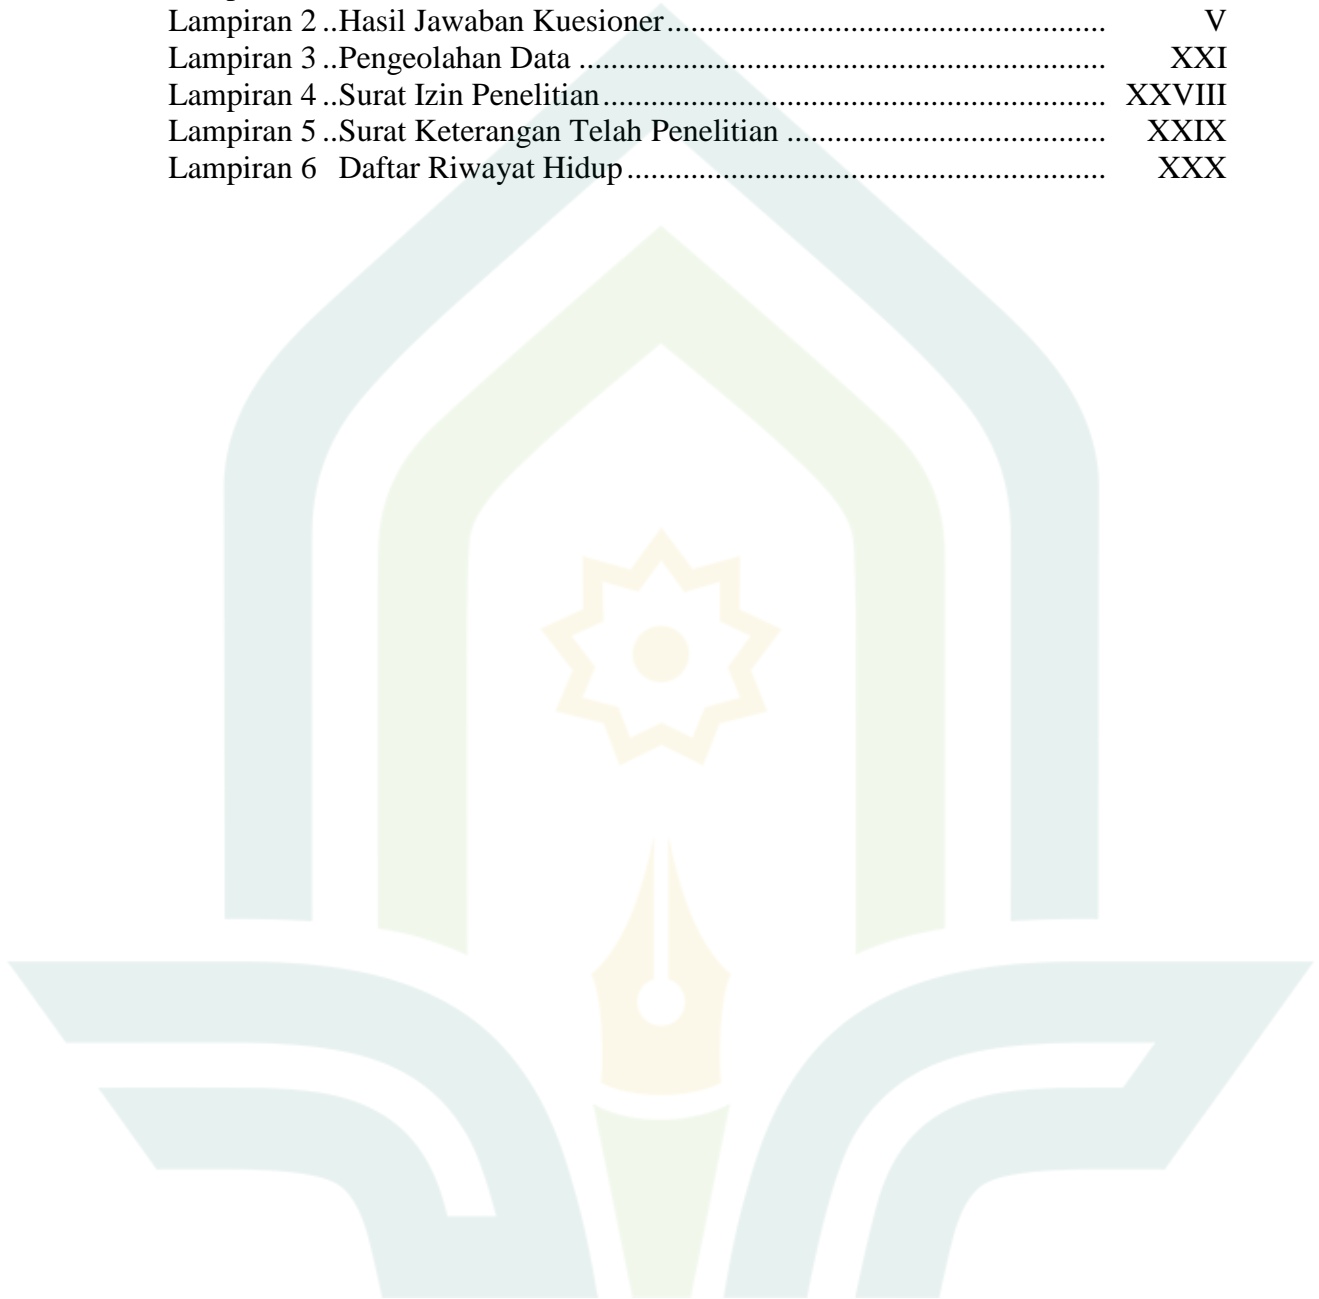 Lampiran 2 ..Hasil Jawaban Kuesioner...................................................... V
Lampiran 3 ..Pengeolahan Data ................................................................ XXI
Lampiran 4 ..Surat Izin Penelitian............................................................. XXVIII
Lampiran 5 ..Surat Keterangan Telah Penelitian ....................................... XXIX
Lampiran 6 Daftar Riwayat Hidup........................................................... XXX